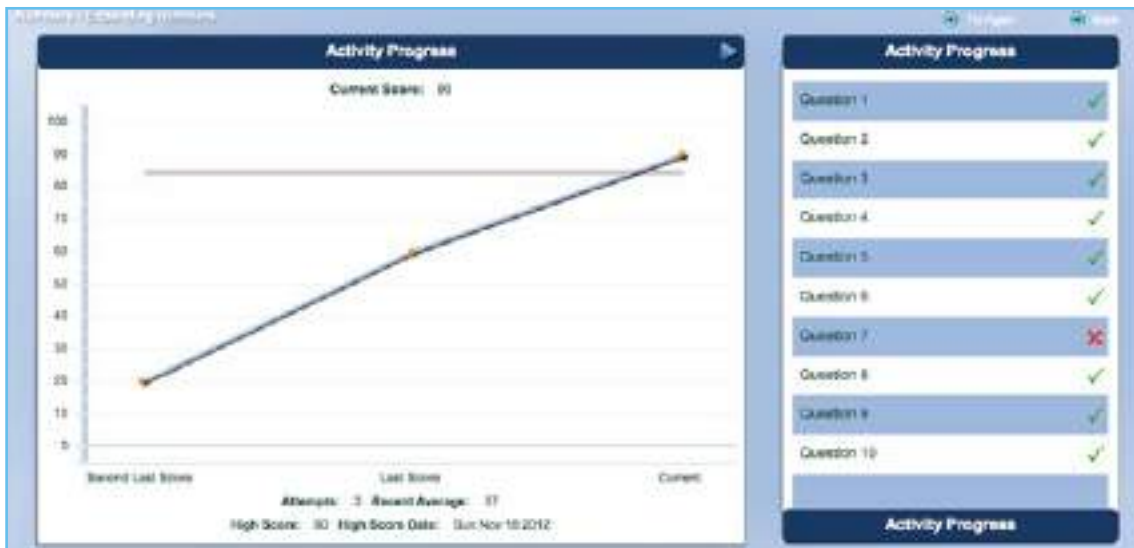 Activity Progress
Current Score: 90
100
90
80
70
60
50
40
30
20
10
0
Second Last Score Last Score Current
Attempts: 3 Recent Average: 57
High Score: 90 High Score Date: Sun Nov 18 2012
Try Again
Activity Progress
Question 1
Question 2
Question 3
Question 4
Question 5
Question 6
Question 7
Question 8
Question 9
Question 10
Activity Progress